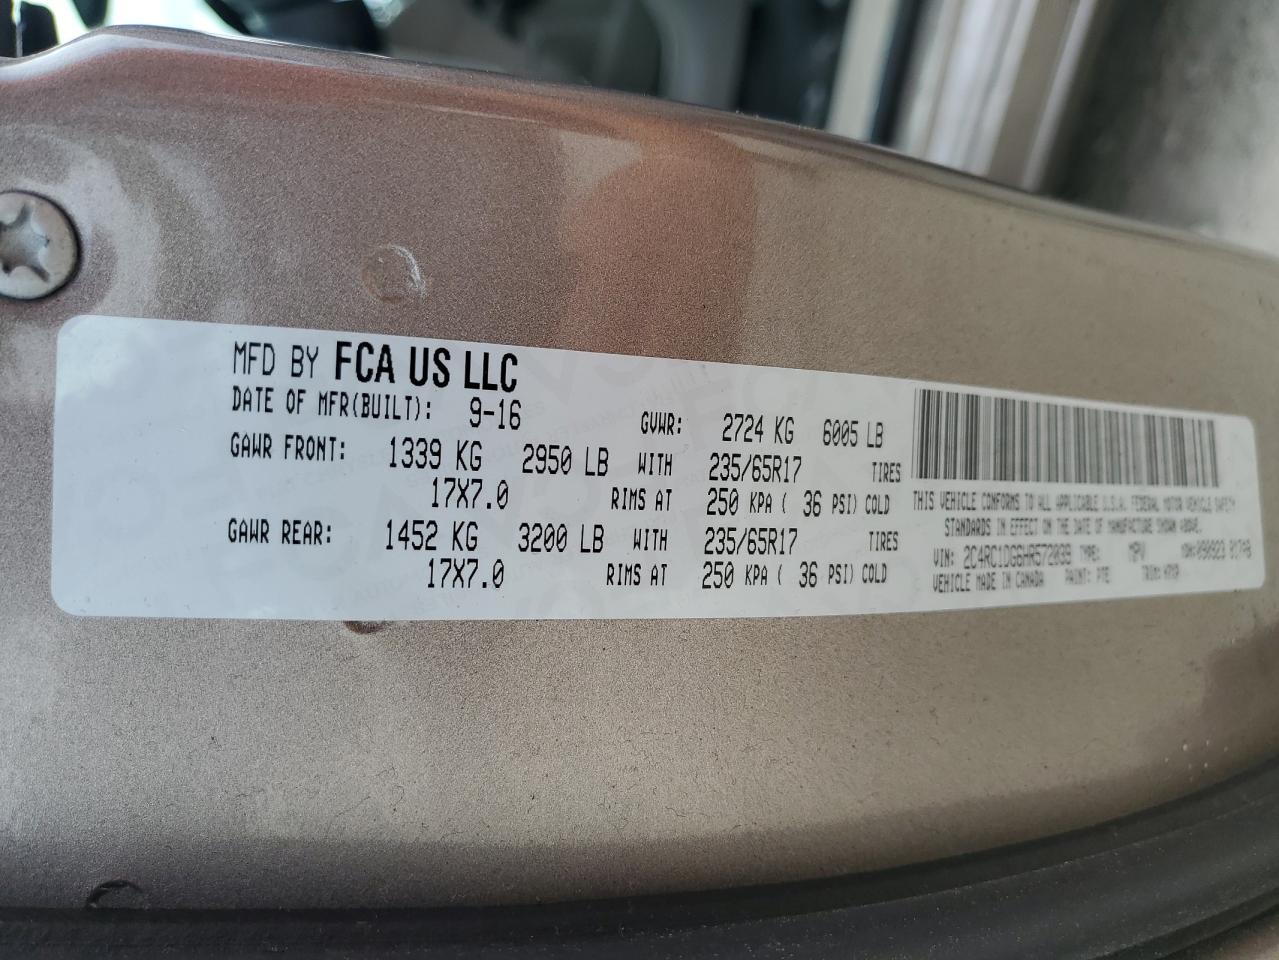 MFD BY FCA US LLC
DATE OF MFR(BUILT): 9-16 GVWR: 2724 KG 6005 LB
GAWR FRONT: 1339 KG 2950 LB WITH 235/65R17 TIRES
17X7.0 RIMS AT 250 KPA ( 36 PSI) COLD
GAWR REAR: 1452 KG 3200 LB WITH 235/65R17 TIRES
17X7.0 RIMS AT 250 KPA ( 36 PSI) COLD
THIS VEHICLE CONFORMS TO ALL APPLICABLE U.S.A. FEDERAL MOTOR VEHICLE SAFETY
STANDARDS IN EFFECT ON THE DATE OF MANUFACTURE SHOWN ABOVE.
VIN: 2C4RC1DG6HR572039 TYPE: MPV
VEHICLE MADE IN CANADA PAINT: PTE TRIM: